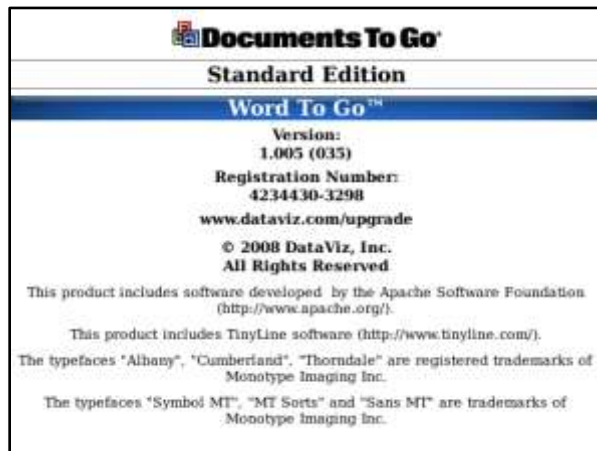 Documents To Go
Standard Edition
Word To Go™
Version:
1.005 (035)
Registration Number:
4234430-3298
www.dataviz.com/upgrade
© 2008 DataViz, Inc.
All Rights Reserved
This product includes software developed by the Apache Software Foundation
(http://www.apache.org/).
This product includes TinyLine software (http://www.tinyline.com/).
The typefaces "Albany", "Cumberland", "Thorndale" are registered trademarks of
Monotype Imaging Inc.
The typefaces "Symbol MT", "MT Sorts" and "Sans MT" are trademarks of
Monotype Imaging Inc.